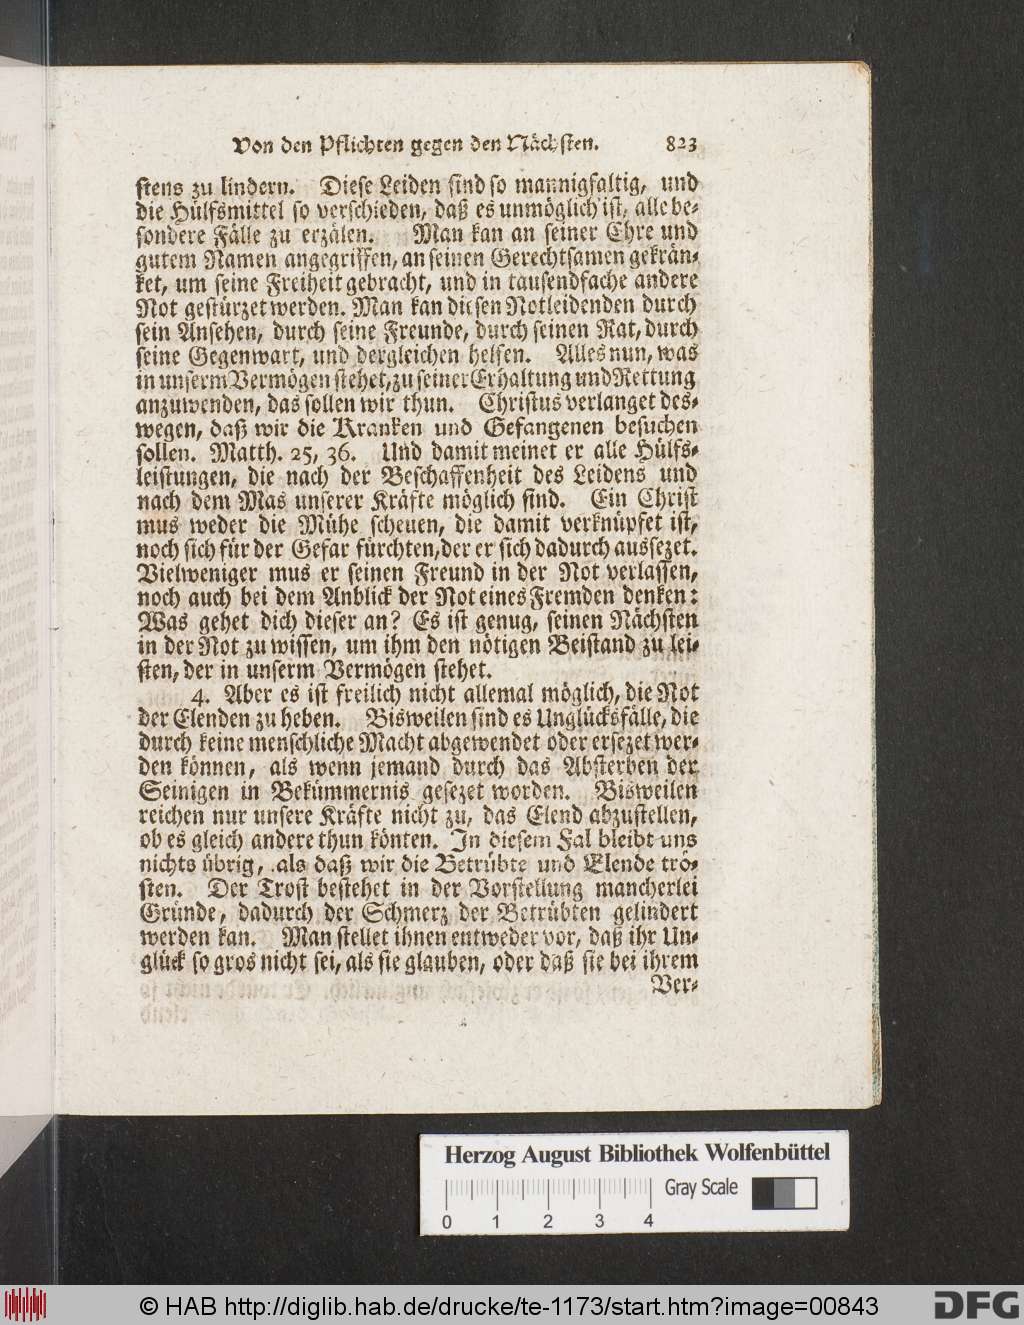 Von den Pflichten gegen den Nächsten. 823
stens zu lindern. Diese Leiden sind so mannigfaltig, und
die Hülfsmittel so verschieden, daß es unmöglich ist, alle be-
sondere Fälle zu erzälen. Man kan an seiner Ehre und
gutem Namen angegriffen, an seinen Gerechtsamen gekrän-
ket, um seine Freiheit gebracht, und in tausendfache andere
Not gestürzet werden. Man kan diesen Notleidenden durch
sein Ansehen, durch seine Freunde, durch seinen Rat, durch
seine Gegenwart, und dergleichen helfen. Alles nun, was
in unserm Vermögen stehet, zu seiner Erhaltung und Rettung
anzuwenden, das sollen wir thun. Christus verlanget des-
wegen, daß wir die Kranken und Gefangenen besuchen
sollen. Matth. 25, 36. Und damit meinet er alle Hülfs-
leistungen, die nach der Beschaffenheit des Leidens und
nach dem Mas unserer Kräfte möglich sind. Ein Christ
mus weder die Mühe scheuen, die damit verknüpfet ist,
noch sich für der Gefar fürchten, der er sich dadurch aussezet.
Vielweniger mus er seinen Freund in der Not verlassen,
noch auch bei dem Anblick der Not eines Fremden denken:
Was gehet dich dieser an? Es ist genug, seinen Nächsten
in der Not zu wissen, um ihm den nötigen Beistand zu lei-
sten, der in unserm Vermögen stehet.
4. Aber es ist freilich nicht allemal möglich, die Not
der Elenden zu heben. Bisweilen sind es Unglücksfälle, die
durch keine menschliche Macht abgewendet oder ersezet wer-
den können, als wenn jemand durch das Absterben der
Seinigen in Bekümmernis gesezet worden. Bisweilen
reichen nur unsere Kräfte nicht zu, das Elend abzustellen,
ob es gleich andere thun könten. In diesem Fal bleibt uns
nichts übrig, als daß wir die Betrübte und Elende trö-
sten. Der Trost bestehet in der Vorstellung mancherlei
Gründe, dadurch der Schmerz der Betrübten gelindert
werden kan. Man stellet ihnen entweder vor, daß ihr Un-
glück so gros nicht sei, als sie glauben, oder daß sie bei ihrem
Ver-
Herzog August Bibliothek Wolfenbüttel
Gray Scale
0 1 2 3 4
© HAB http://diglib.hab.de/drucke/te-1173/start.htm?image=00843
DFG